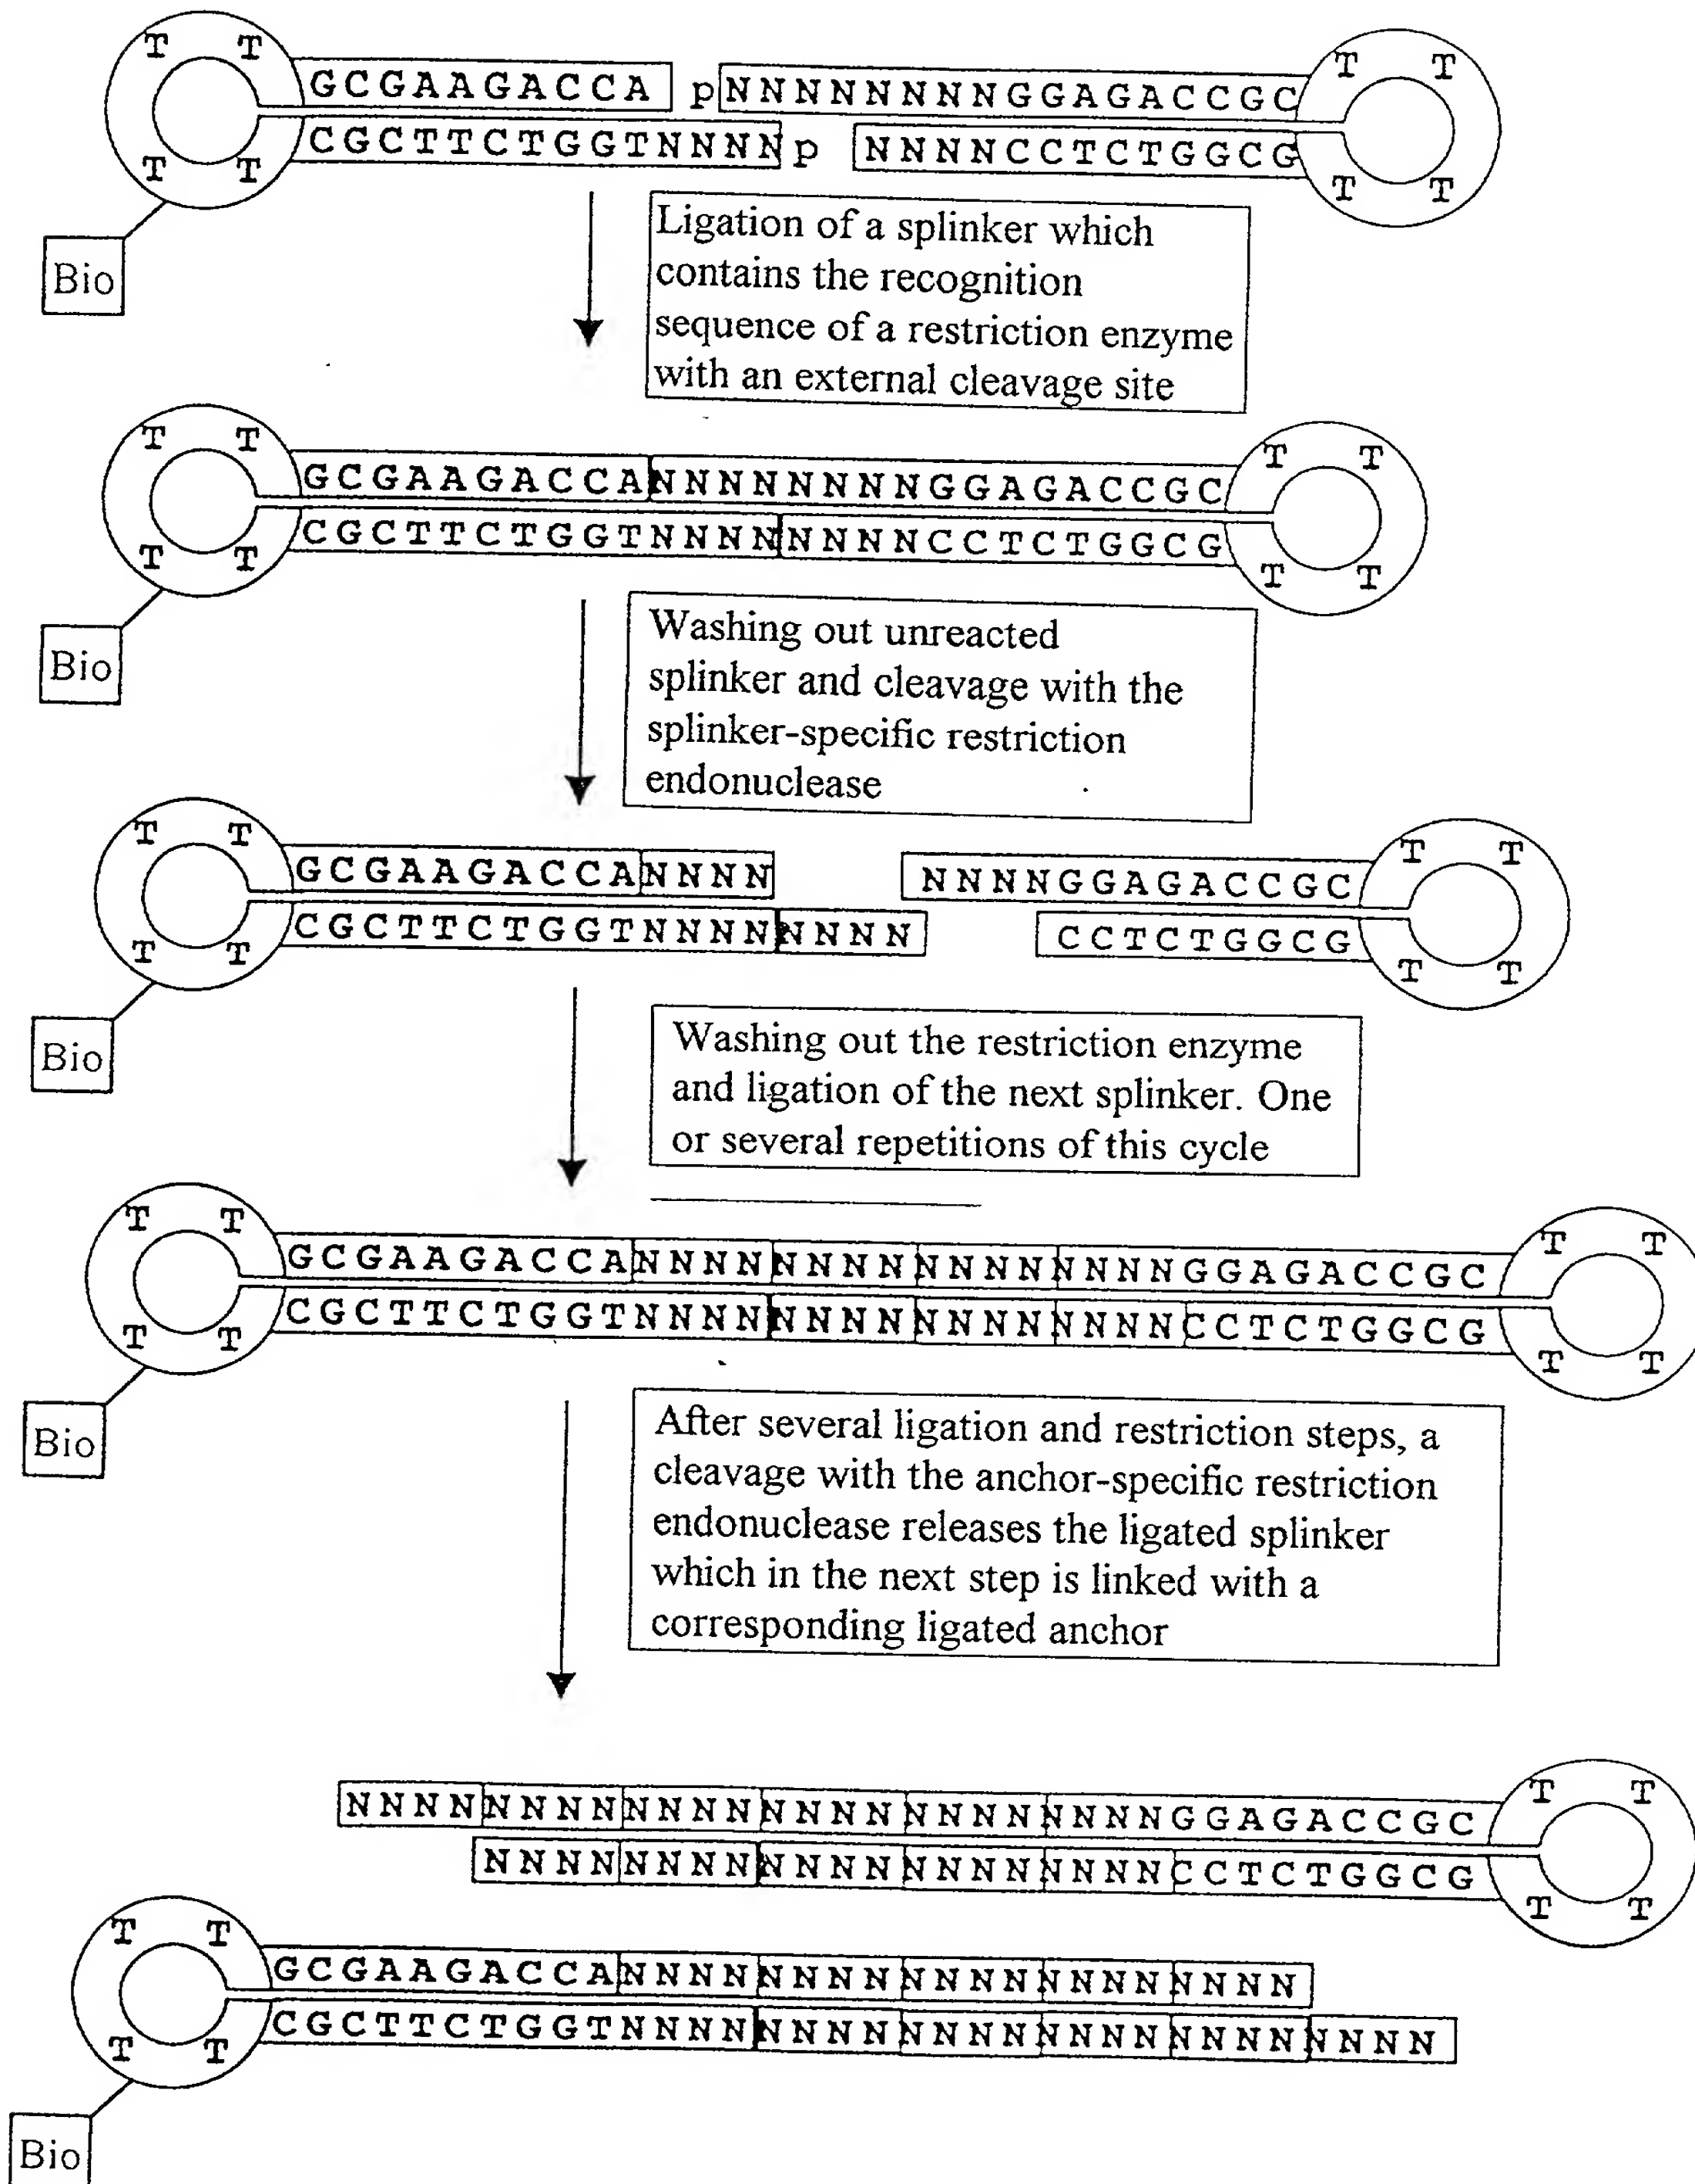 T T T T
GCGAAGACCA pNNNNNNNNGGAGACCGC
CGCTTCTGGTNNNNp NNNNCCTCTGGCG
T T T T
Bio
Ligation of a splinker which
contains the recognition
sequence of a restriction enzyme
with an external cleavage site
T T T T
GCGAAGACCANNNNNNNNGGAGACCGC
CGCTTCTGGTNNNNNNNNCCTCTGGCG
T T T T
Bio
Washing out unreacted
splinker and cleavage with the
splinker-specific restriction
endonuclease
T T T T
GCGAAGACCANNNN NNNNGGAGACCGC
CGCTTCTGGTNNNNNNNN CCTCTGGCG
T T T T
Bio
Washing out the restriction enzyme
and ligation of the next splinker. One
or several repetitions of this cycle
T T T T
GCGAAGACCANNNNNNNNNNNNNNNNGGAGACCGC
CGCTTCTGGTNNNNNNNNNNNNNNNNCCTCTGGCG
T T T T
Bio
After several ligation and restriction steps, a
cleavage with the anchor-specific restriction
endonuclease releases the ligated splinker
which in the next step is linked with a
corresponding ligated anchor
T T
NNNNNNNNNNNNNNNNNNNNNNNNGGAGACCGC
NNNNNNNNNNNNNNNNNNNNCCTCTGGCG
T T
T T
GCGAAGACCANNNNNNNNNNNNNNNNNNNN
CGCTTCTGGTNNNNNNNNNNNNNNNNNNNNNNNN
T T
Bio